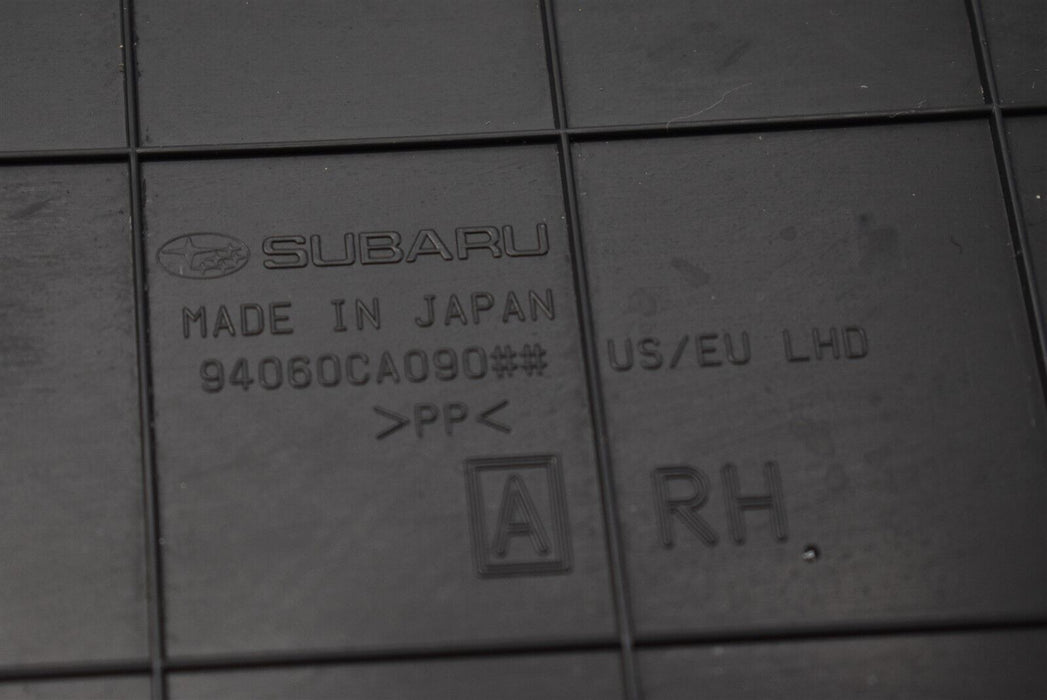 SUBARU
MADE IN JAPAN
94060CA090## US/EU LHD
>PP<
A RH